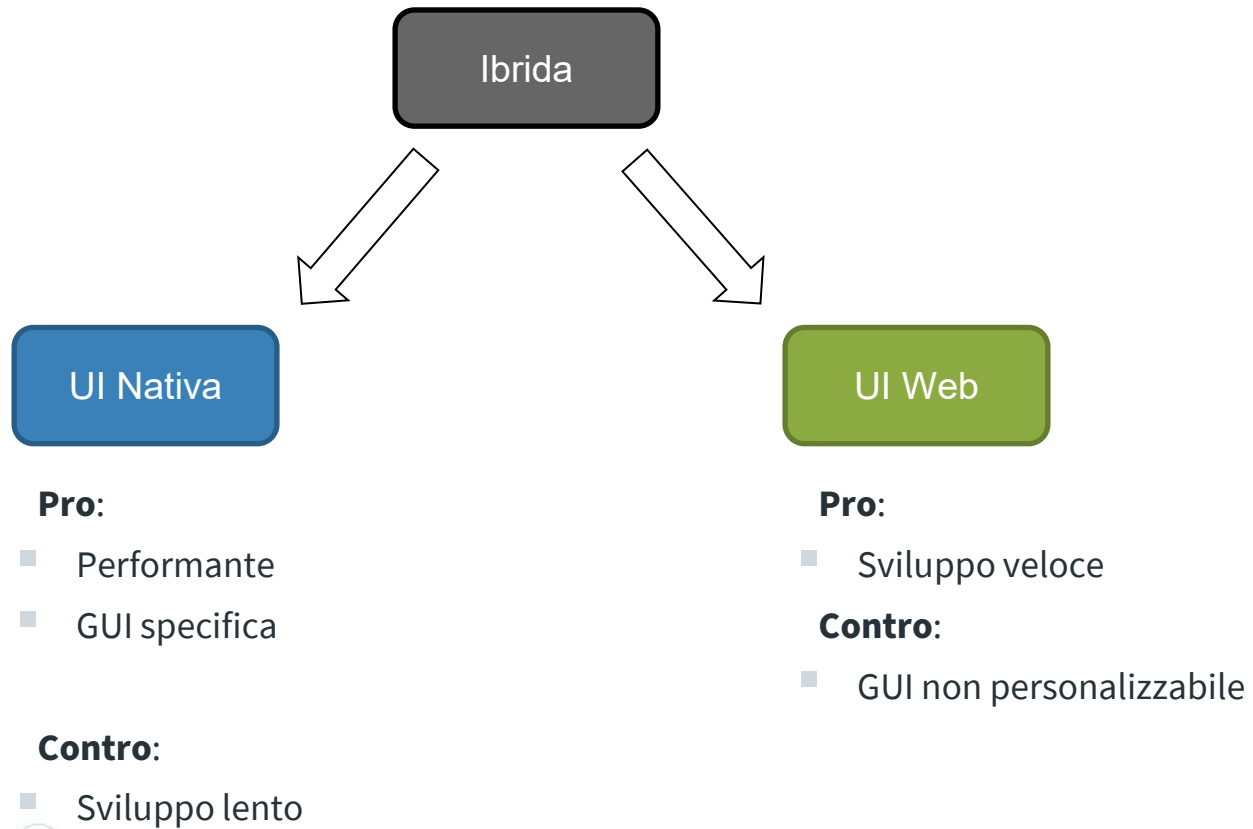 Ibrida
UI Nativa
Pro:
Performante
GUI specifica
Contro:
Sviluppo lento
UI Web
Pro:
Sviluppo veloce
Contro:
GUI non personalizzabile